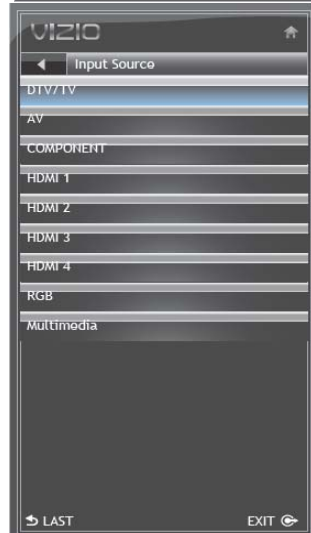 VIZIO
Input Source
DTV/TV
AV
COMPONENT
HDMI 1
HDMI 2
HDMI 3
HDMI 4
RGB
Multimedia
LAST EXIT